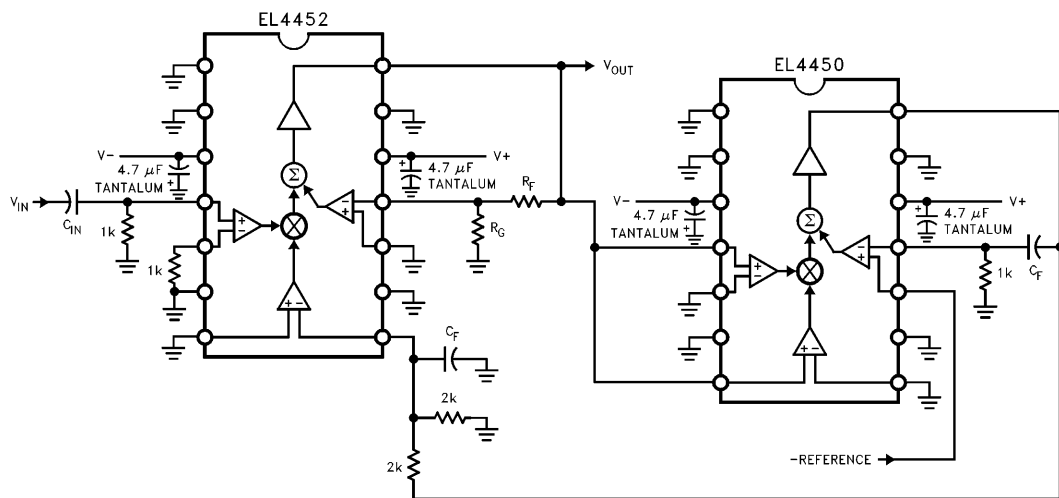 EL4452
EL4450
V_OUT
V-
4.7 µF
TANTALUM
+
+
4.7 µF
TANTALUM
V+
Σ
V_IN
C_IN
1k
1k
+
-
-
+
R_F
R_G
+ -
C_F
2k
2k
V-
4.7 µF
TANTALUM
+
+
4.7 µF
TANTALUM
V+
Σ
+
-
-
+
1k
C_F
+ -
-REFERENCE